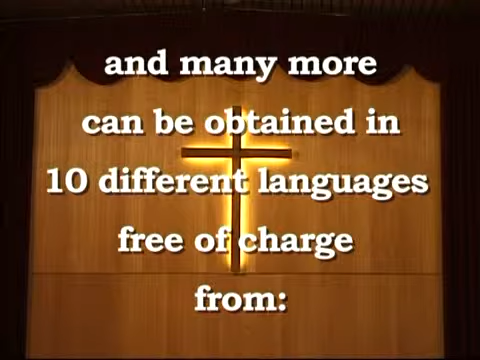 and many more
can be obtained in
10 different languages
free of charge
from: